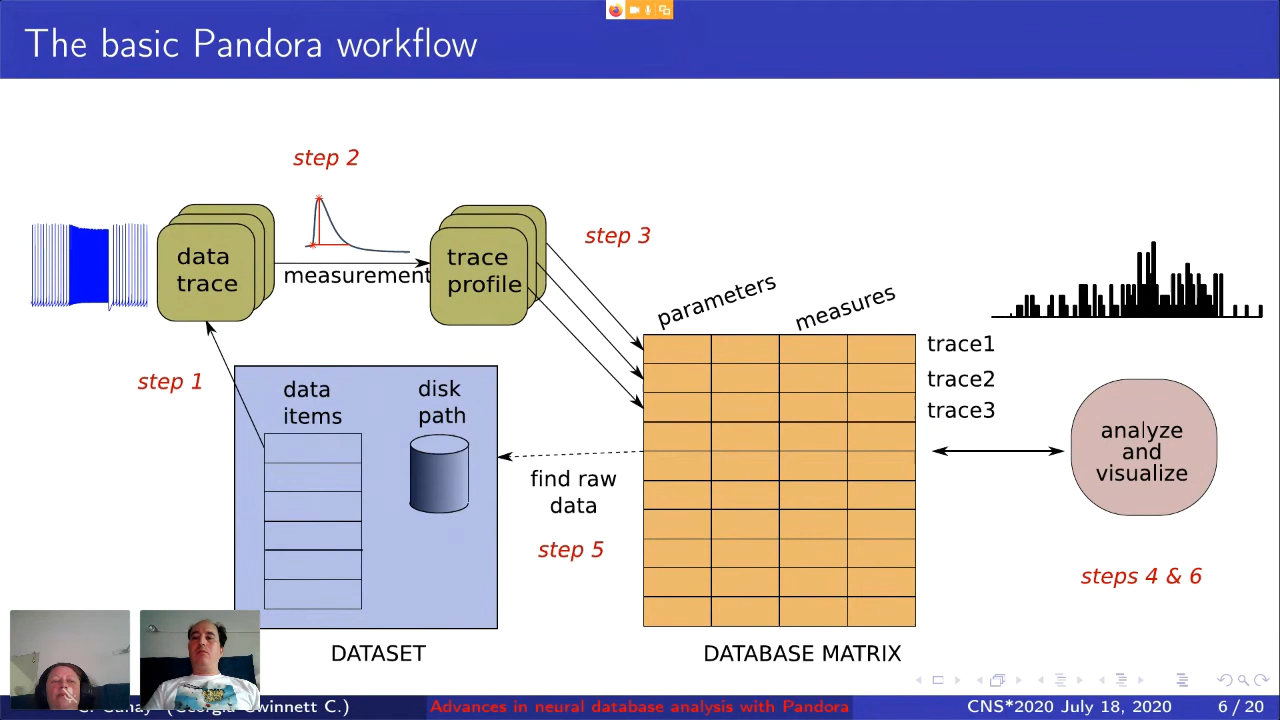 The basic Pandora workflow
step 2
data
trace
measurement
trace
profile
step 3
parameters
measures
step 1
data
items
disk
path
trace1
trace2
trace3
analyze
and
visualize
find raw
data
step 5
steps 4 & 6
DATASET
DATABASE MATRIX
(Georgia Gwinnett C.)
Advances in neural database analysis with Pandora
CNS*2020 July 18, 2020
6 / 20